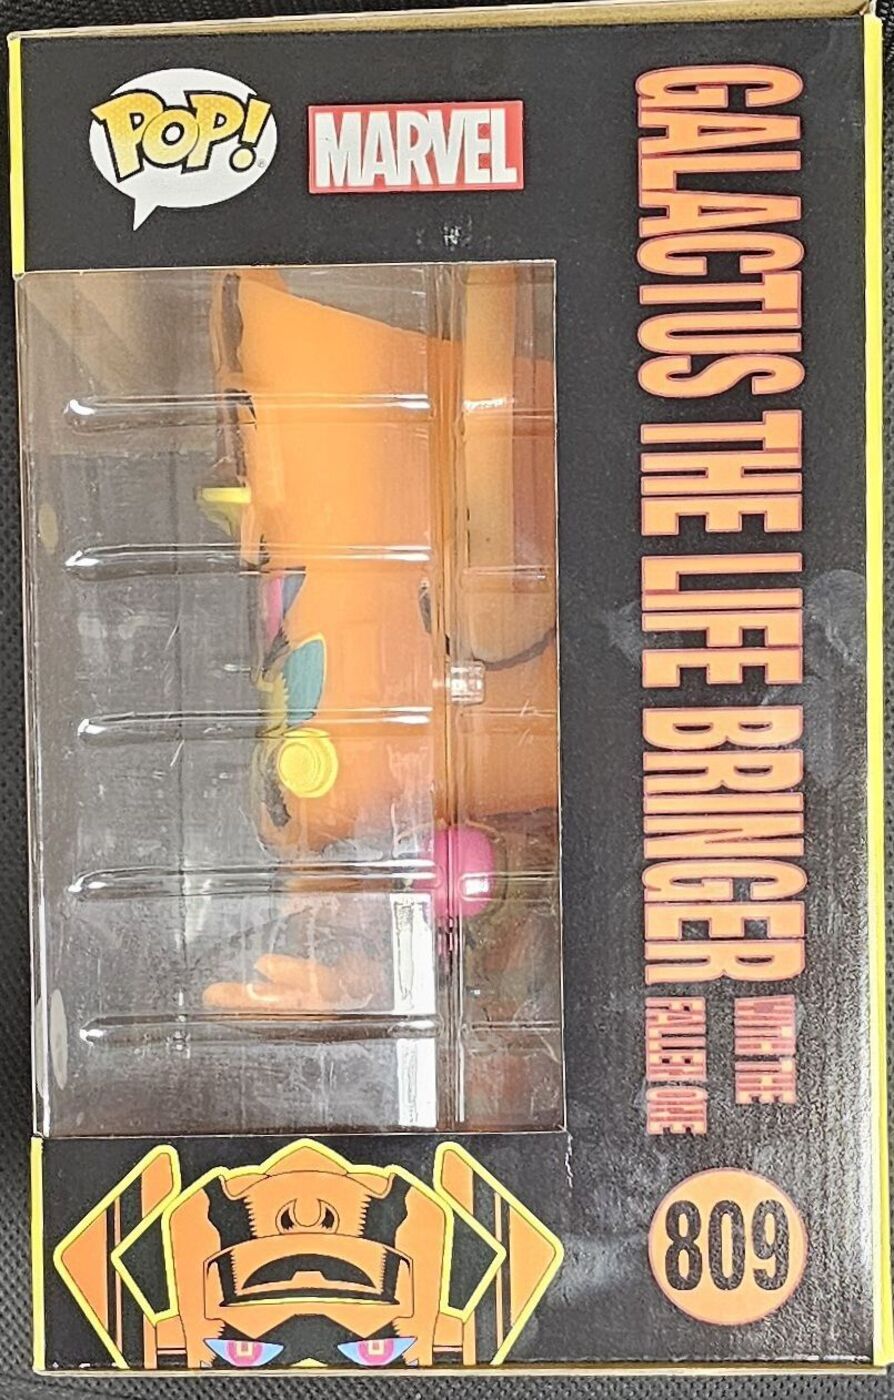 POP!
MARVEL
GALACTUS THE LIFE BRINGER
WITH THE
FALLEN ONE
809